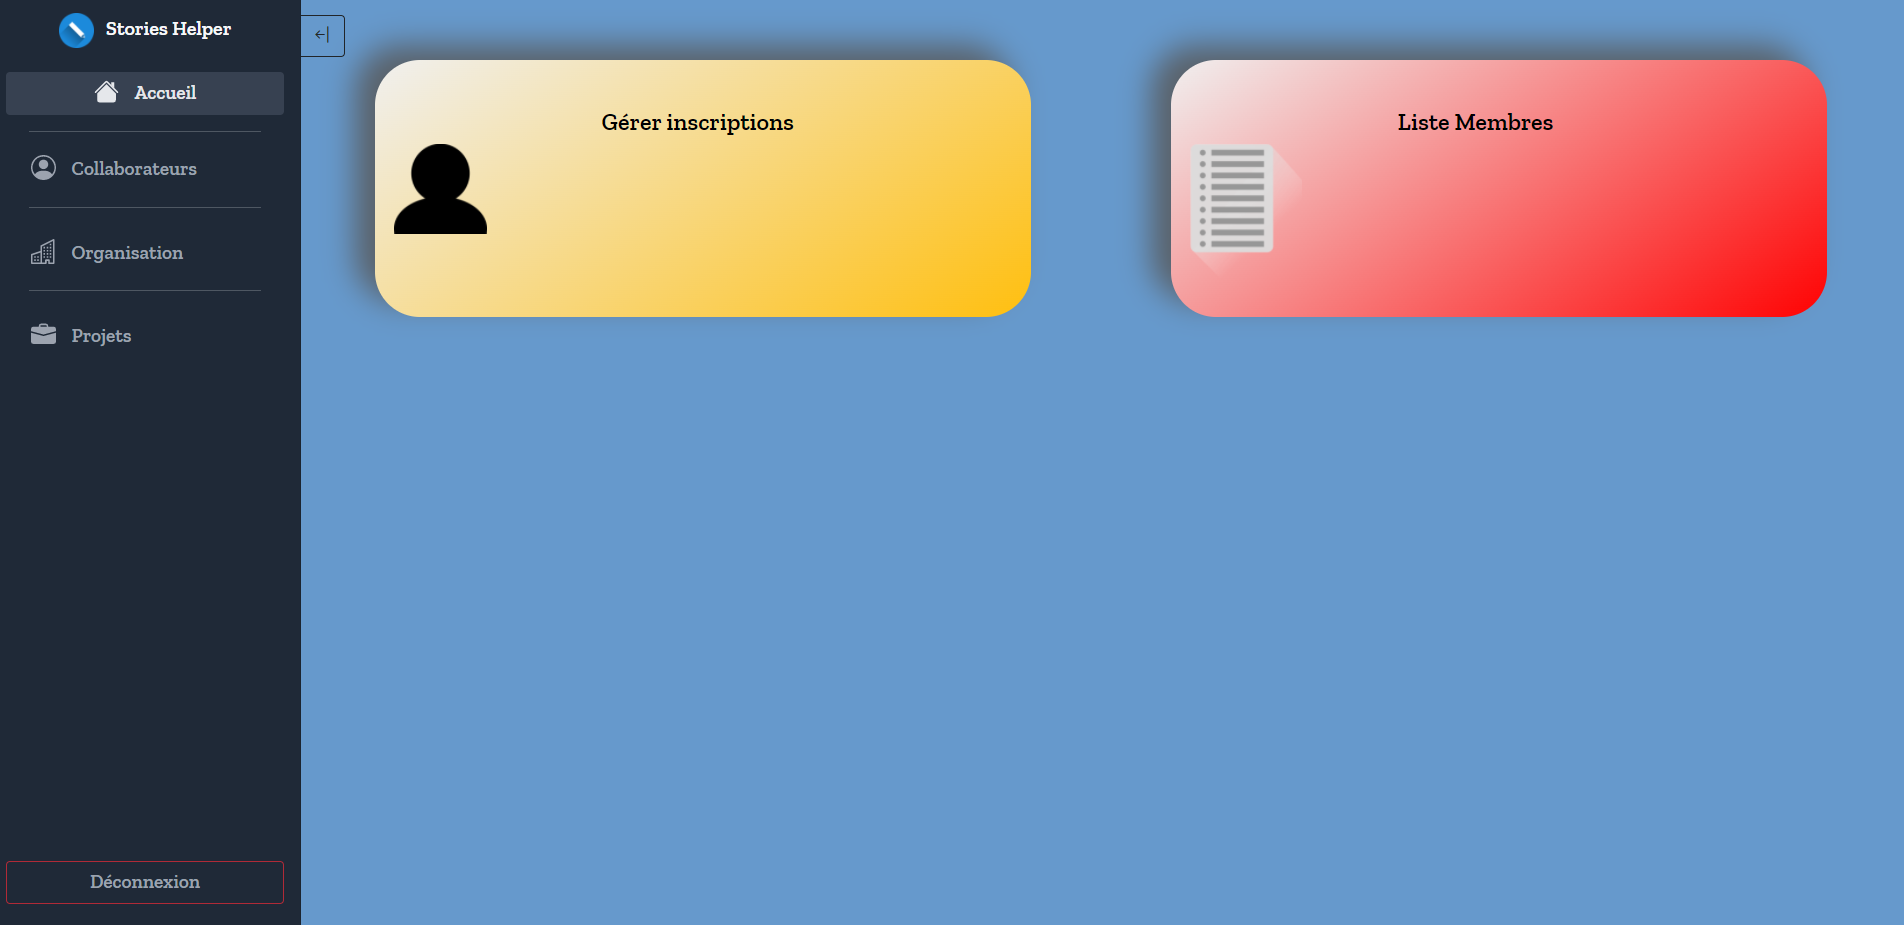 Stories Helper
Accueil
Collaborateurs
Organisation
Projets
Déconnexion
Gérer inscriptions
Liste Membres